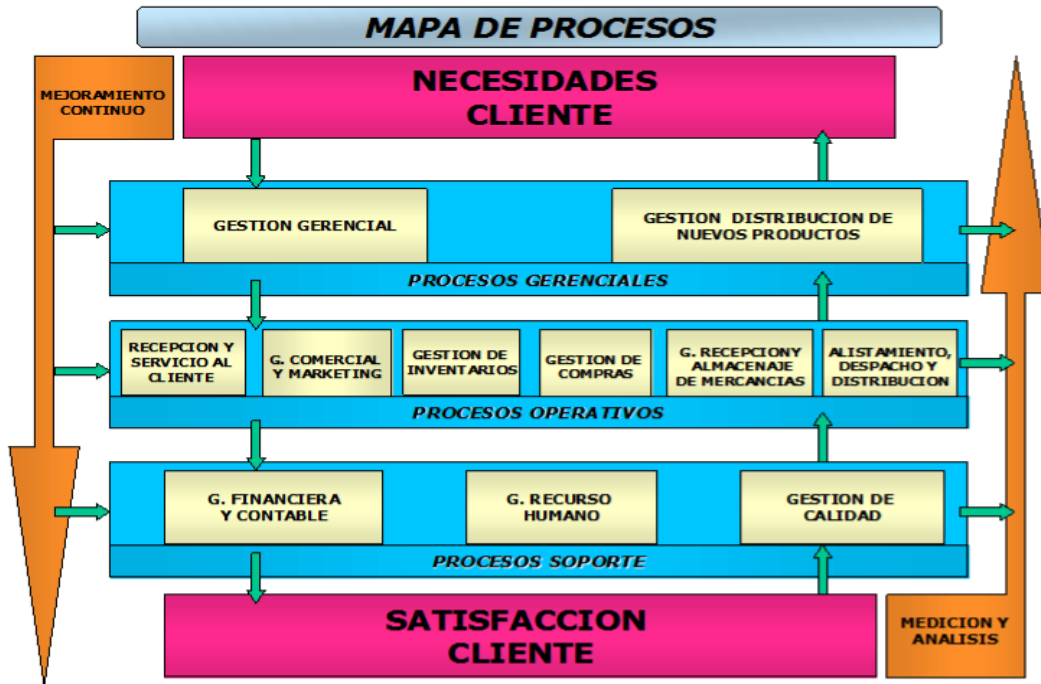 MAPA DE PROCESOS
MEJORAMIENTO
CONTINUO
NECESIDADES
CLIENTE
GESTION GERENCIAL
GESTION DISTRIBUCION DE
NUEVOS PRODUCTOS
PROCESOS GERENCIALES
RECEPCION Y
SERVICIO AL
CLIENTE
G. COMERCIAL
Y MARKETING
GESTION DE
INVENTARIOS
GESTION DE
COMPRAS
G. RECEPCIONY
ALMACENAJE
DE MERCANCIAS
ALISTAMIENTO,
DESPACHO Y
DISTRIBUCION
PROCESOS OPERATIVOS
G. FINANCIERA
Y CONTABLE
G. RECURSO
HUMANO
GESTION DE
CALIDAD
PROCESOS SOPORTE
SATISFACCION
CLIENTE
MEDICION Y
ANALISIS